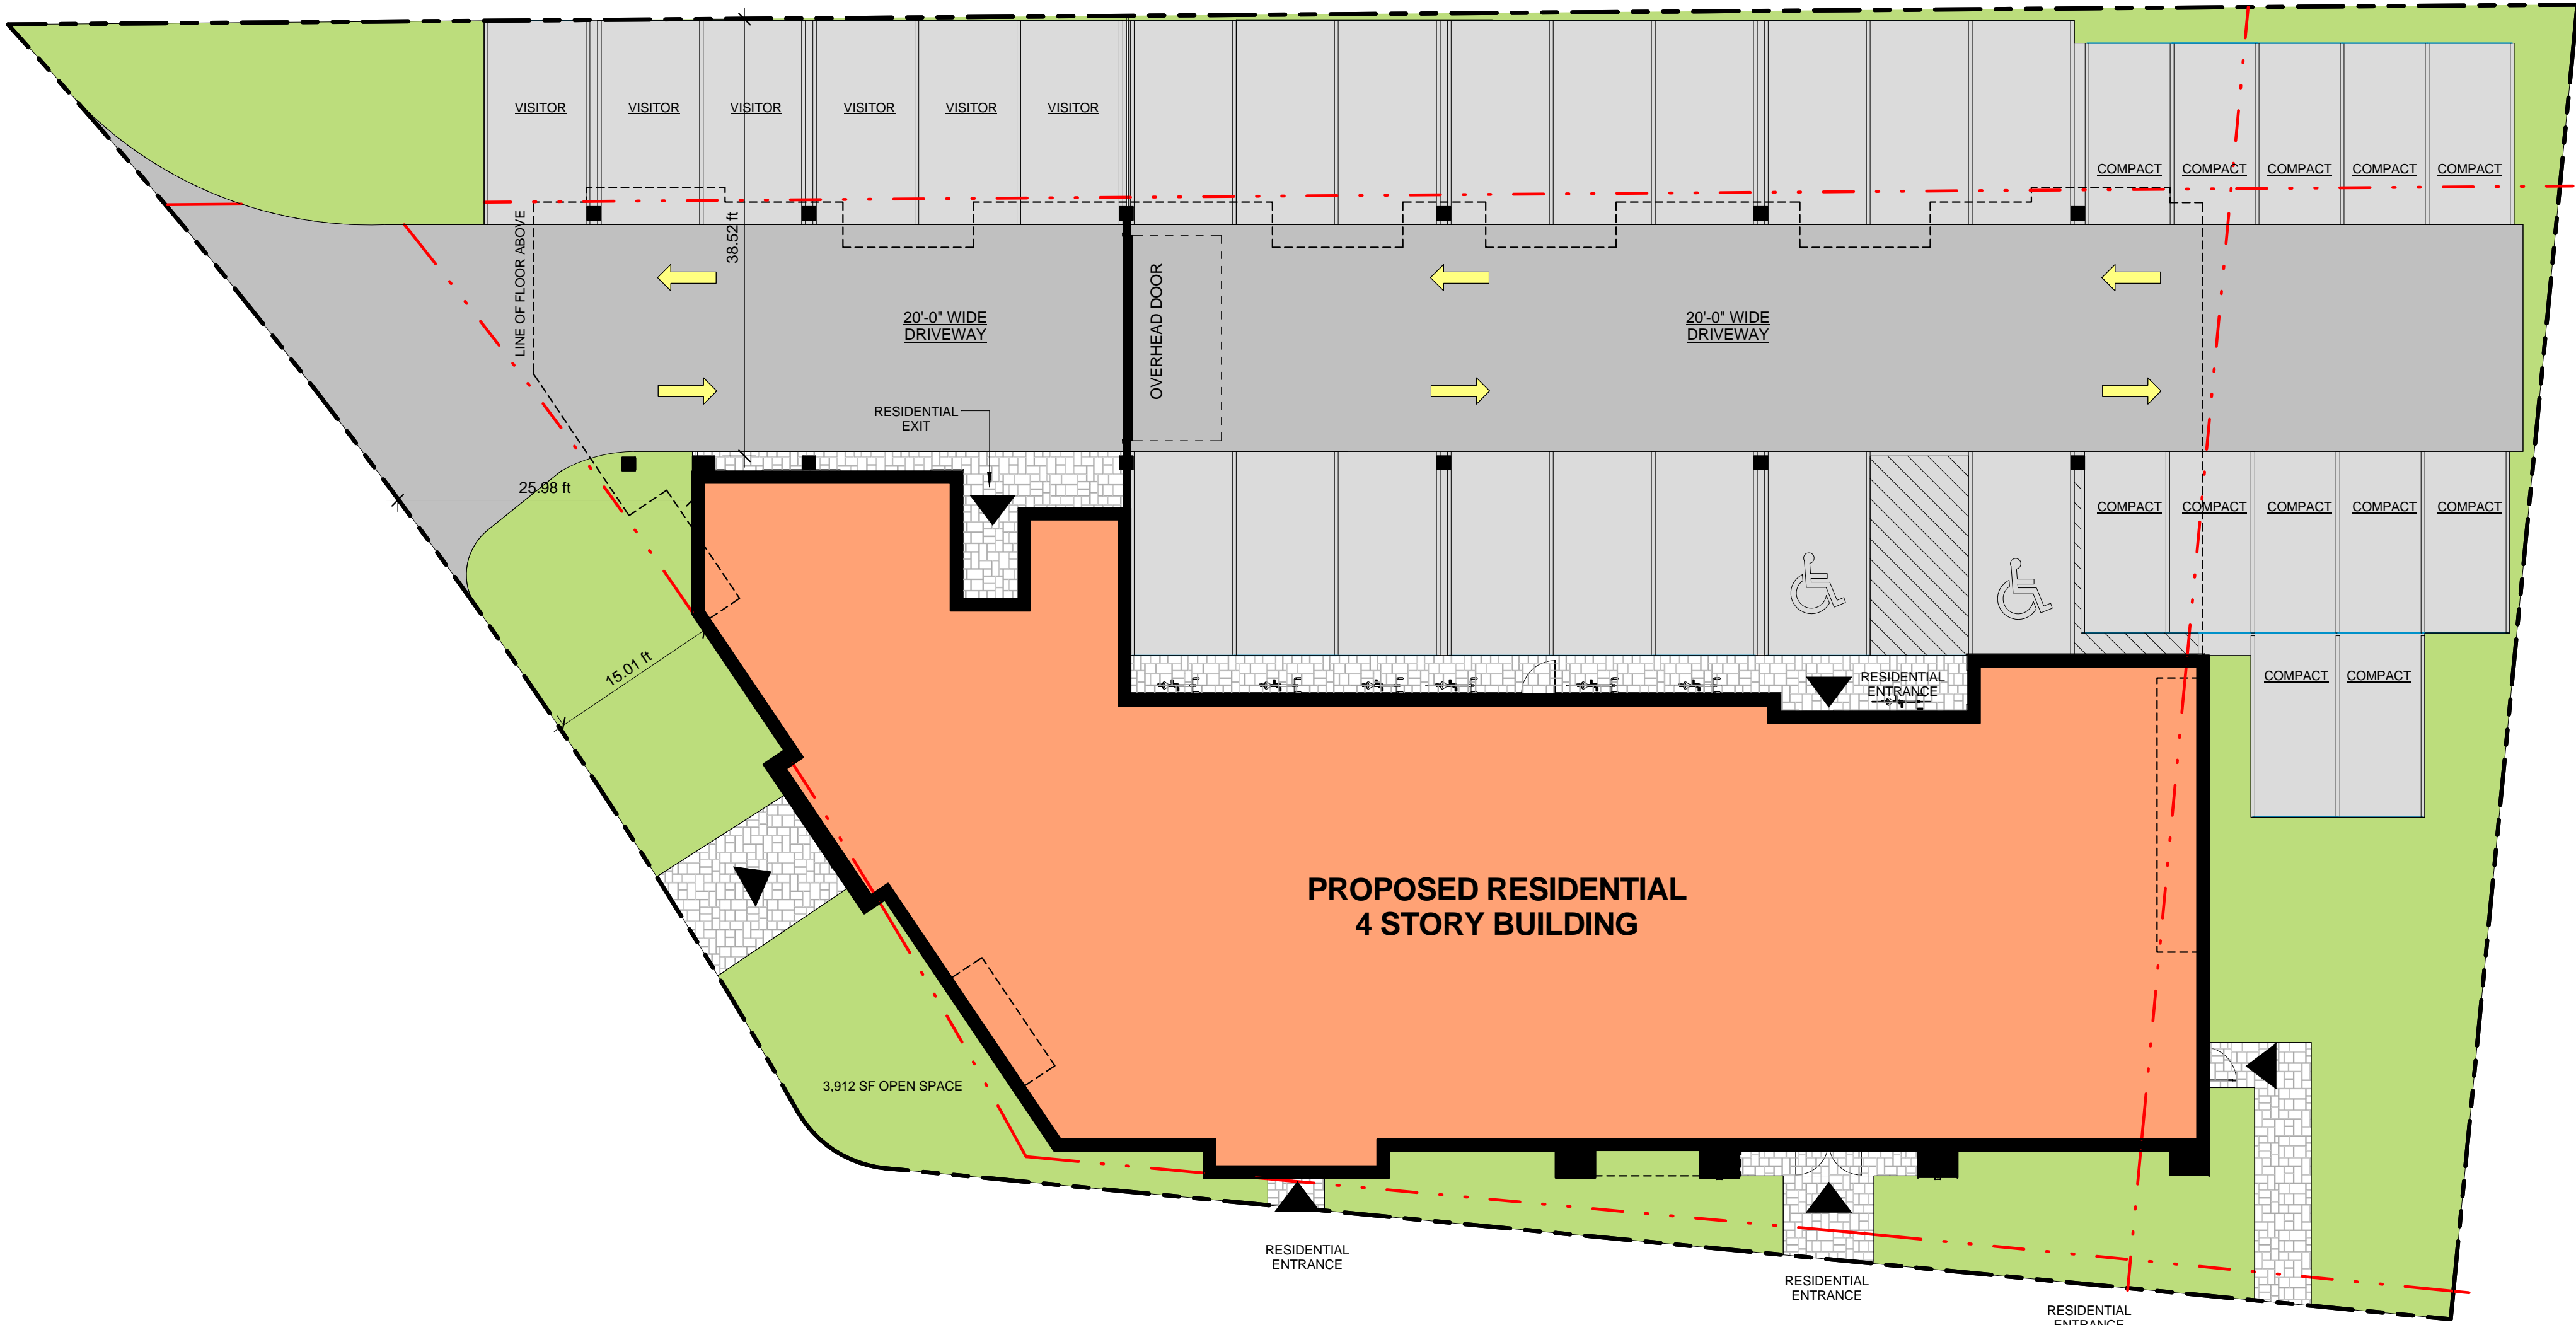 VISITOR
VISITOR
VISITOR
VISITOR
VISITOR
VISITOR
COMPACT
COMPACT
COMPACT
COMPACT
COMPACT
LINE OF FLOOR ABOVE
38.52 ft
OVERHEAD DOOR
20'-0" WIDE
DRIVEWAY
20'-0" WIDE
DRIVEWAY
RESIDENTIAL
EXIT
25.98 ft
COMPACT
COMPACT
COMPACT
COMPACT
COMPACT
15.01 ft
RESIDENTIAL
ENTRANCE
COMPACT
COMPACT
PROPOSED RESIDENTIAL
4 STORY BUILDING
3,912 SF OPEN SPACE
RESIDENTIAL
ENTRANCE
RESIDENTIAL
ENTRANCE
RESIDENTIAL
ENTRANCE